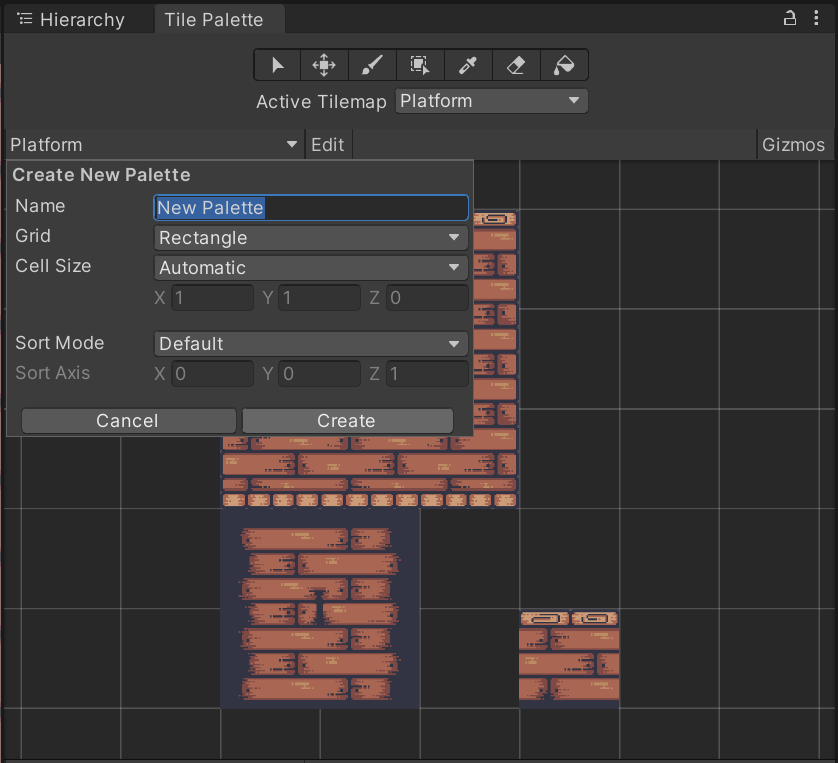 Hierarchy Tile Palette
Active Tilemap Platform
Platform Edit Gizmos
Create New Palette
Name New Palette
Grid Rectangle
Cell Size Automatic
X 1 Y 1 Z 0
Sort Mode Default
Sort Axis X 0 Y 0 Z 1
Cancel Create